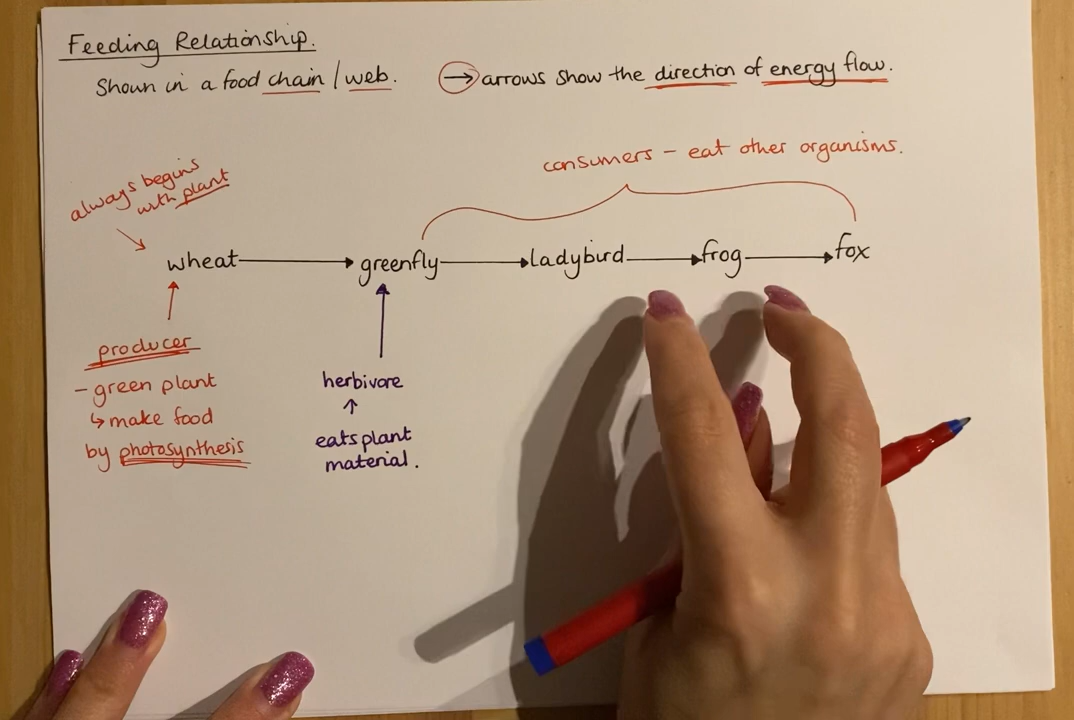 Feeding Relationship.
Shown in a food chain / web. → arrows show the direction of energy flow.
consumers - eat other organisms.
always begins
with plant
wheat → greenfly → ladybird → frog → fox
producer
- green plant
↳ make food
by photosynthesis
herbivore
↑
eats plant
material.